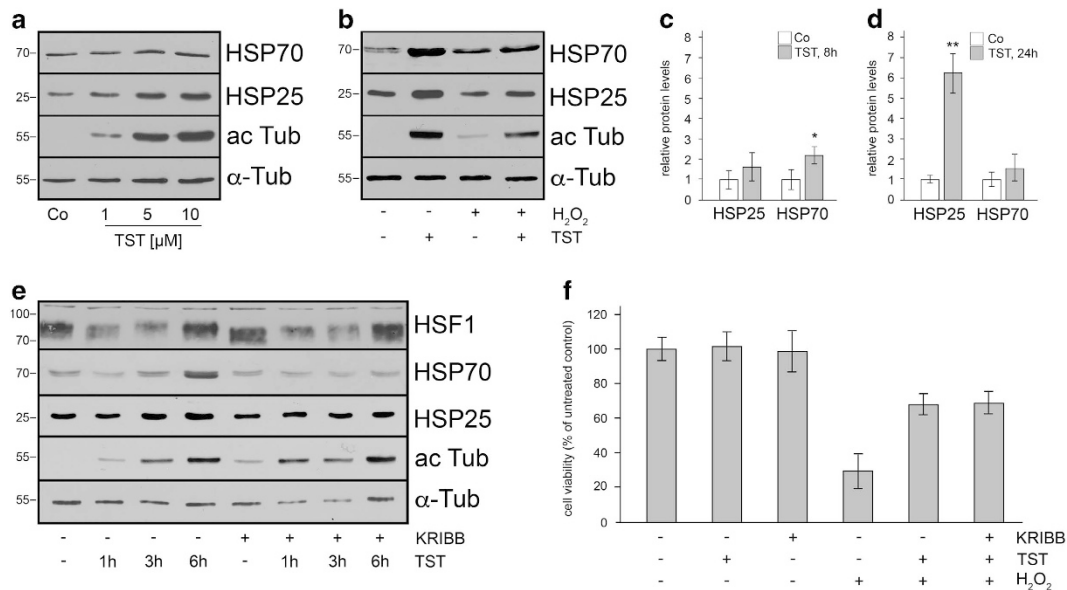 a
70 HSP70
25 HSP25
55 ac Tub
55 α-Tub
Co 1 5 10
TST [µM]
b
70 HSP70
25 HSP25
55 ac Tub
55 α-Tub
- - + + H₂O₂
- + - + TST
c
Co
TST, 8h
relative protein levels
8
7
6
5
4
3
2
1
0
*
HSP25 HSP70
d
Co
TST, 24h
relative protein levels
8
7
6
5
4
3
2
1
0
**
HSP25 HSP70
e
100
70
HSF1
70 HSP70
25 HSP25
55 ac Tub
55 α-Tub
- - - - + + + + KRIBB
- 1h 3h 6h - 1h 3h 6h TST
f
cell viability (% of untreated control)
120
100
80
60
40
20
0
- - + - - + KRIBB
- + - - + + TST
- - - + + + H₂O₂